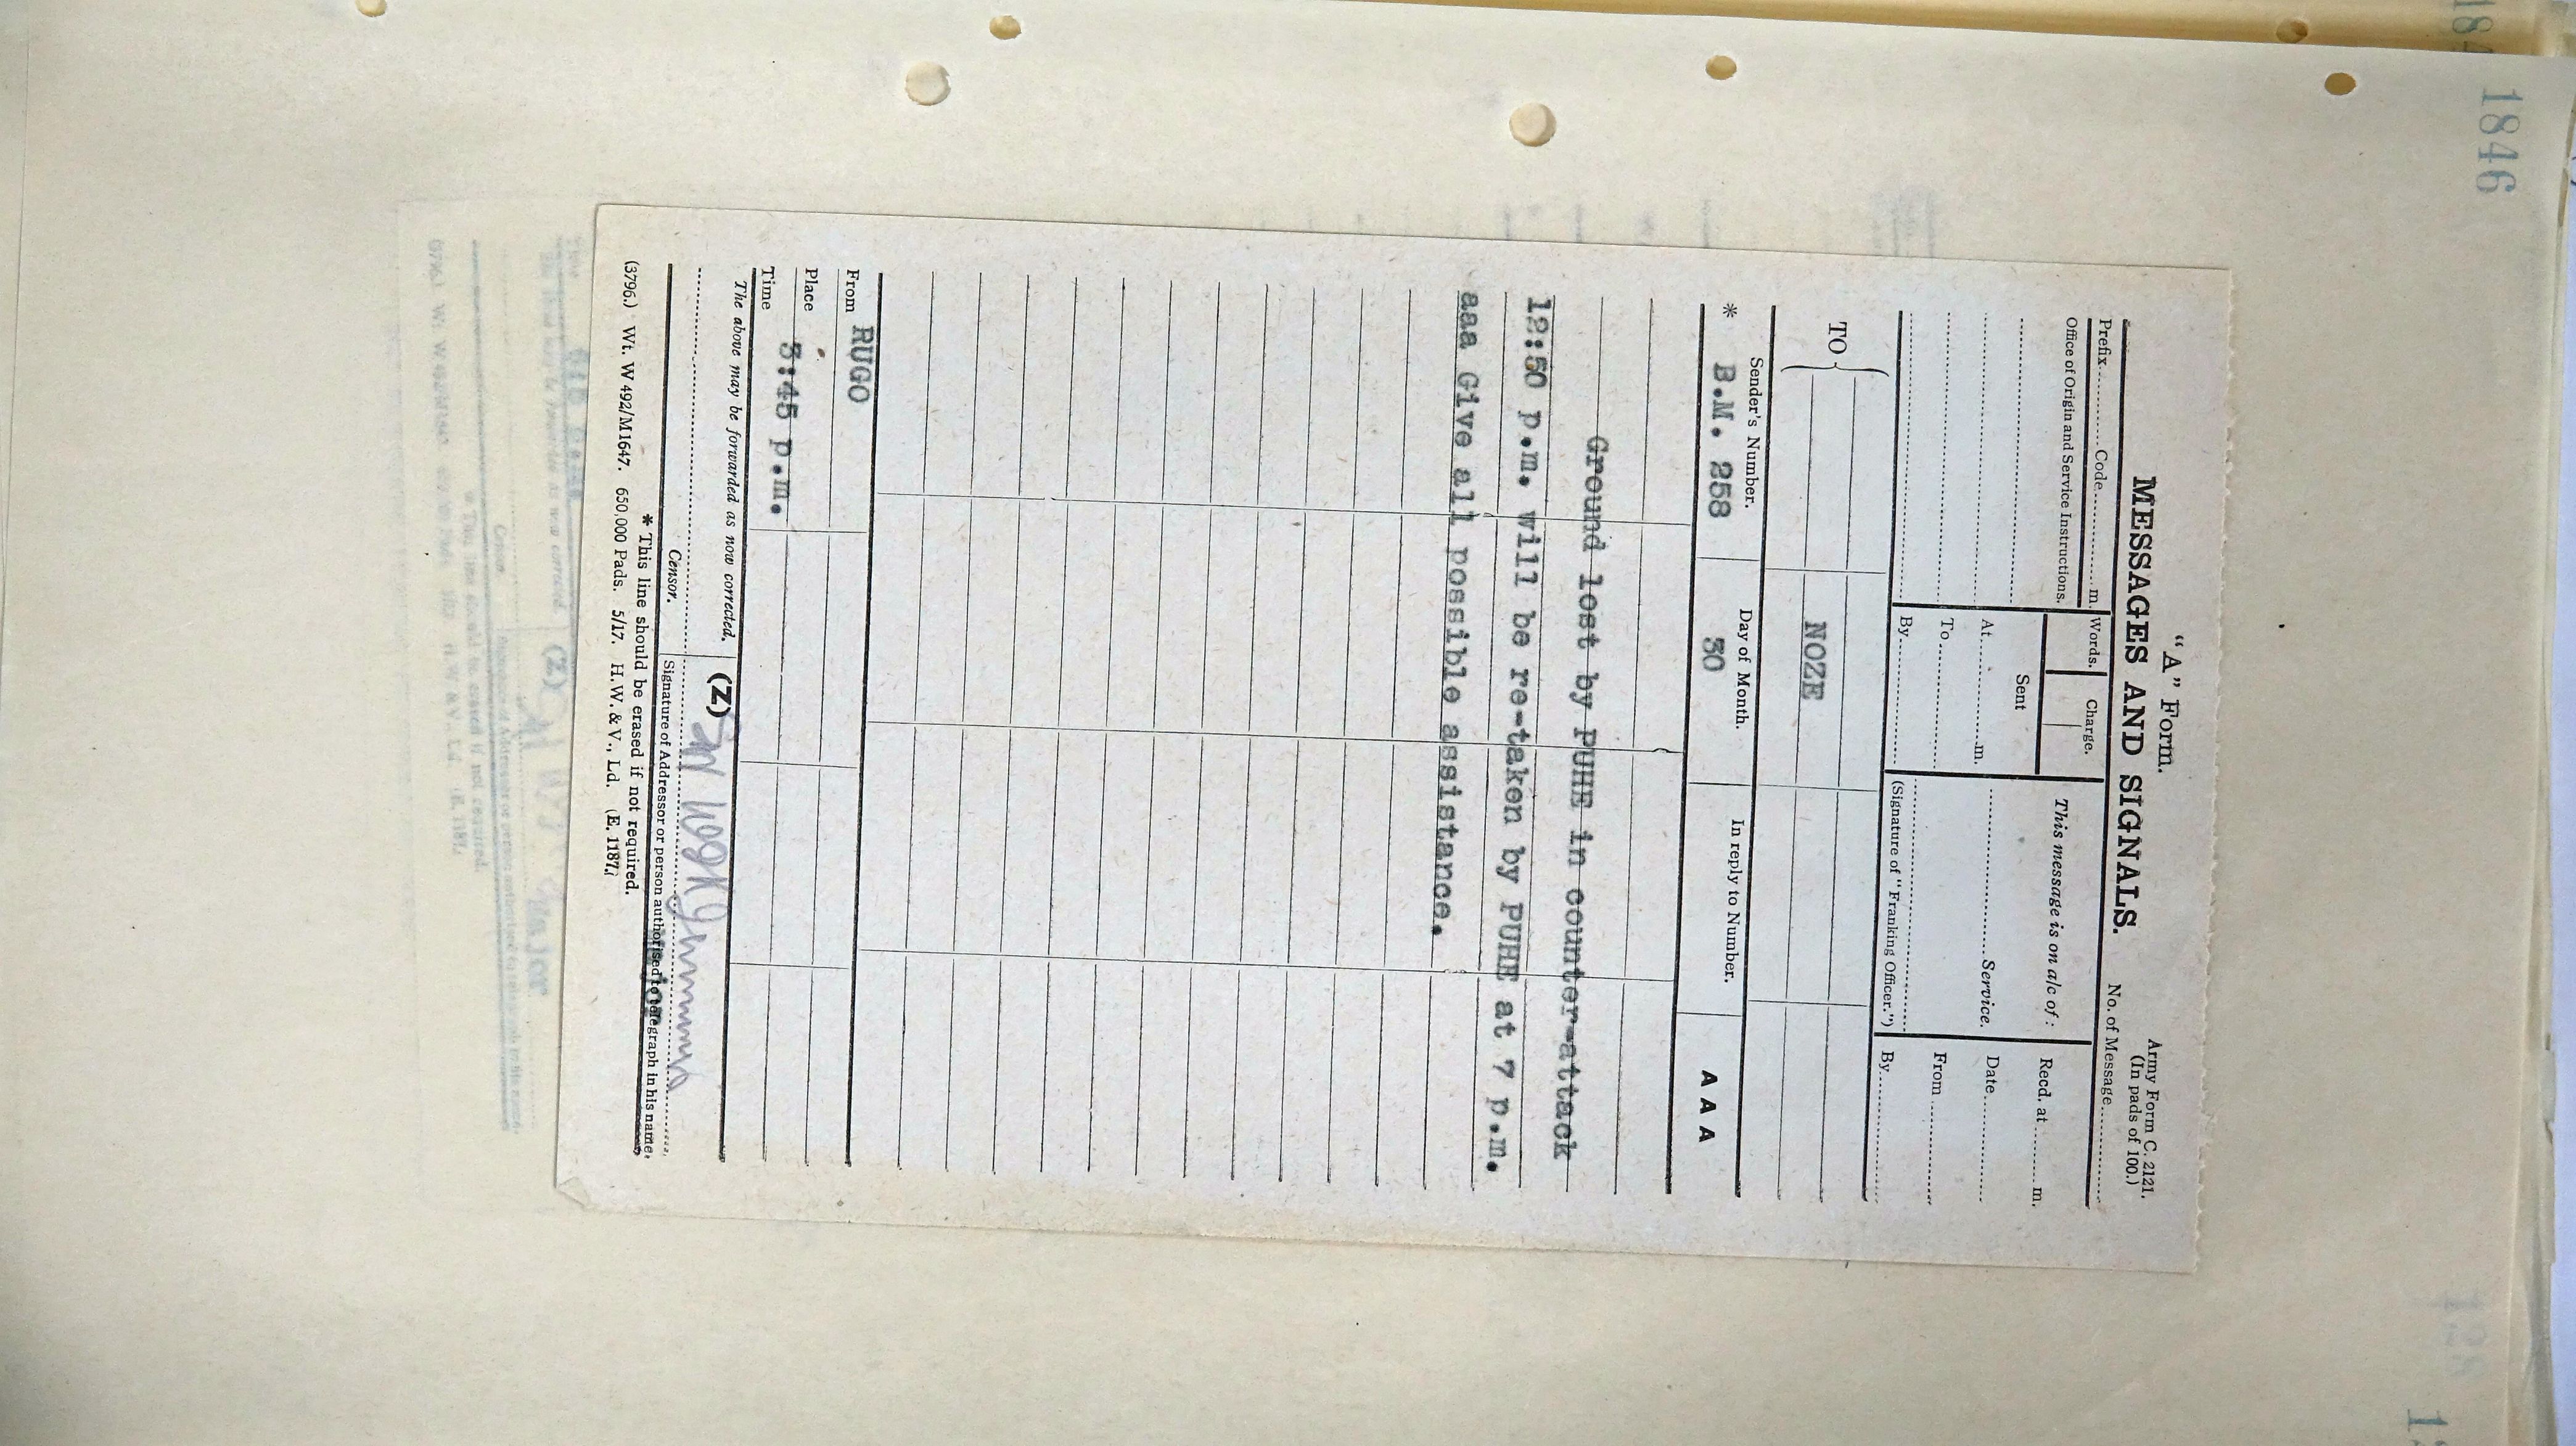 1846
"A" Form.
Army Form C. 2121.
(In pads of 100.)
MESSAGES AND SIGNALS.
No. of Message
Prefix Code m.
Words. Charge.
This message is on a/c of:
Recd. at m.
Office of Origin and Service Instructions.
Sent
At m.
Service.
Date
To
From
By
(Signature of "Franking Officer.")
By
TO
NOZE
Sender's Number.
Day of Month.
In reply to Number.
* B.M. 258
30
AAA
Ground lost by PUHE in counter-attack
12:50 p.m. will be re-taken by PUHE at 7 p.m.
aaa Give all possible assistance.
From RUGO
Place
Time 3:45 p.m.
The above may be forwarded as now corrected. (Z)
Censor.
Signature of Addressor or person authorised to telegraph in his name.
* This line should be erased if not required.
(3796.) Wt. W 492/M1647. 650,000 Pads. 5/17. H.W. & V., Ld. (E. 1187.)
128